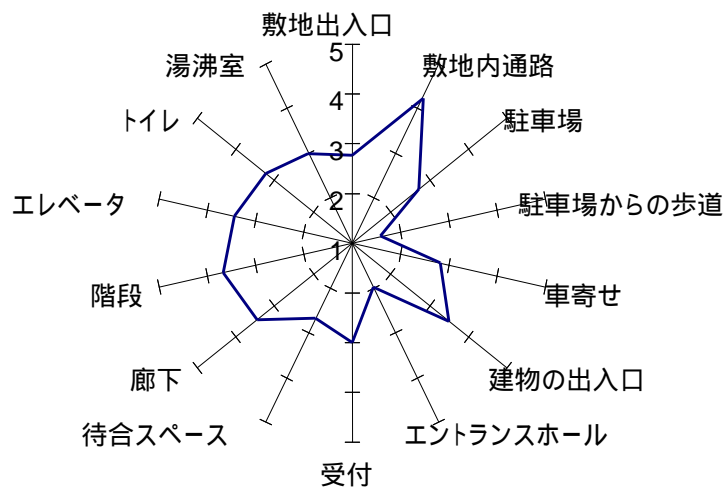 敷地出入口
5
湯沸室
敷地内通路
4
トイレ
駐車場
3
エレベータ
2
駐車場からの歩道
1
階段
車寄せ
廊下
建物の出入口
待合スペース
エントランスホール
受付